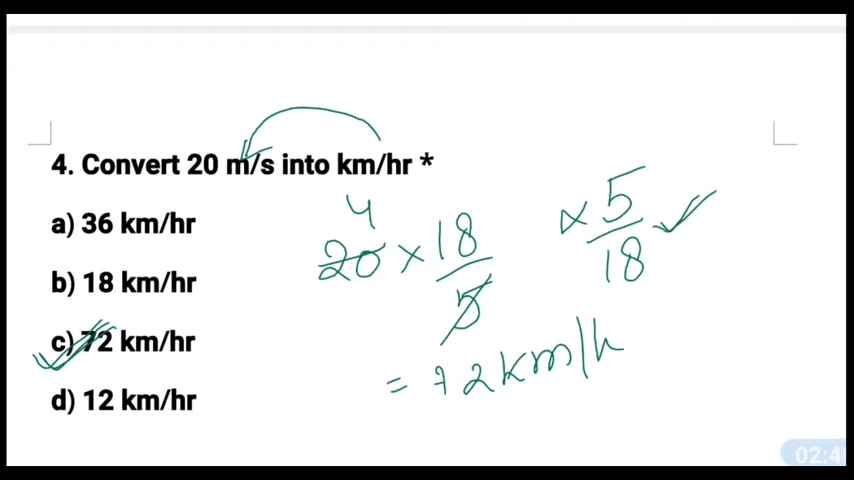 4. Convert 20 m/s into km/hr *
a) 36 km/hr
b) 18 km/hr
c) 72 km/hr
d) 12 km/hr
4
20 × 18
5
= 72 km/h
× 5
18
02:4